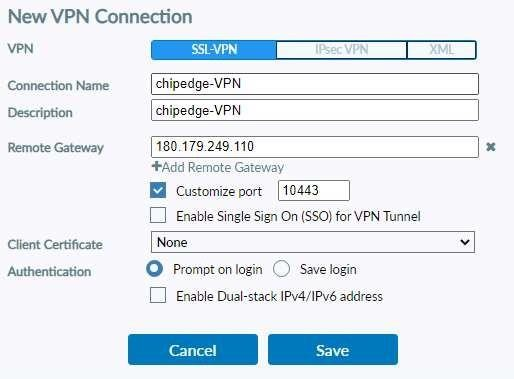 New VPN Connection
VPN SSL-VPN IPsec VPN XML
Connection Name chipedge-VPN
Description chipedge-VPN
Remote Gateway 180.179.249.110
Add Remote Gateway
Customize port 10443
Enable Single Sign On (SSO) for VPN Tunnel
Client Certificate None
Authentication Prompt on login Save login
Enable Dual-stack IPv4/IPv6 address
Cancel Save